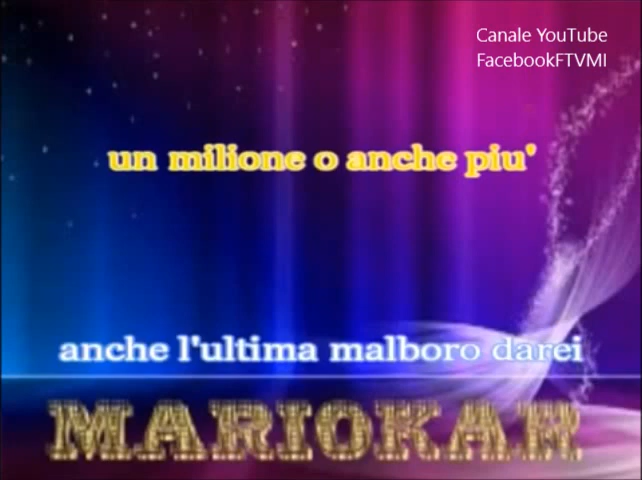 Canale YouTube
FacebookFTVMI
un milione o anche piu'
anche l'ultima malboro darei
MARIOKAR